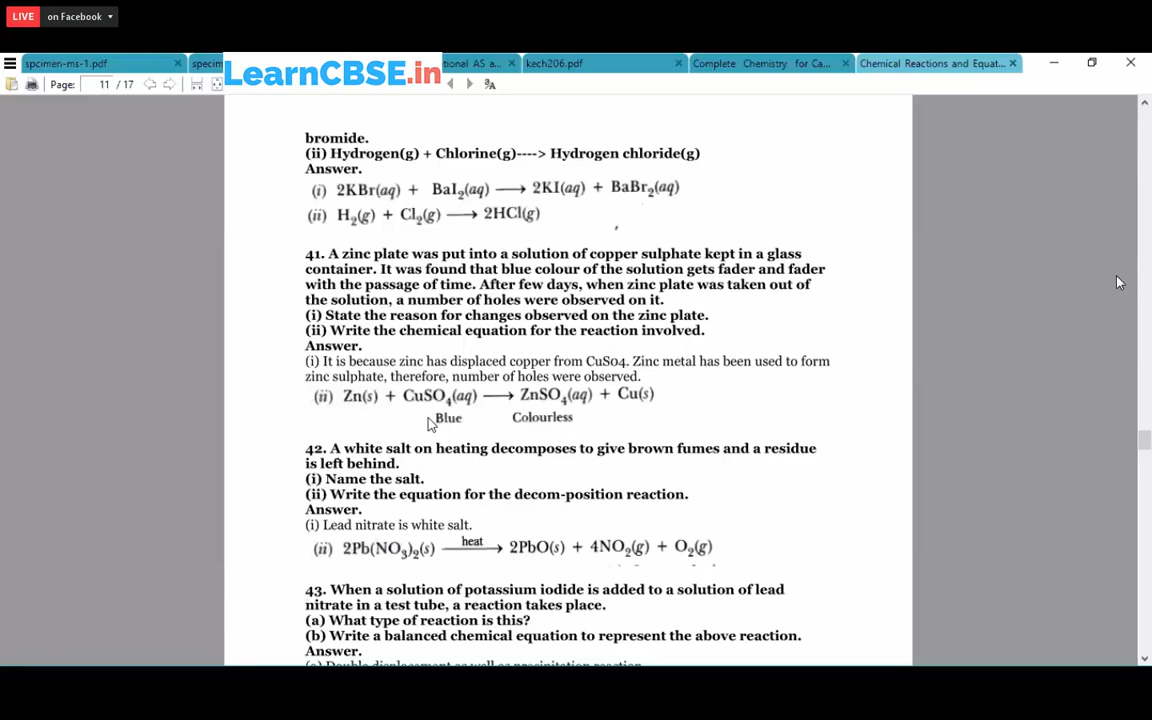 LIVE on Facebook
spcimen-ms-1.pdf specim LearnCBSE.in tional AS a... kech206.pdf Complete Chemistry for Ca... Chemical Reactions and Equat...
Page: 11 / 17
bromide.
(ii) Hydrogen(g) + Chlorine(g)----> Hydrogen chloride(g)
Answer.
(i) 2KBr(aq) + BaI₂(aq) ⟶ 2KI(aq) + BaBr₂(aq)
(ii) H₂(g) + Cl₂(g) ⟶ 2HCl(g)
41. A zinc plate was put into a solution of copper sulphate kept in a glass
container. It was found that blue colour of the solution gets fader and fader
with the passage of time. After few days, when zinc plate was taken out of
the solution, a number of holes were observed on it.
(i) State the reason for changes observed on the zinc plate.
(ii) Write the chemical equation for the reaction involved.
Answer.
(i) It is because zinc has displaced copper from CuSo4. Zinc metal has been used to form
zinc sulphate, therefore, number of holes were observed.
(ii) Zn(s) + CuSO₄(aq) ⟶ ZnSO₄(aq) + Cu(s)
Blue Colourless
42. A white salt on heating decomposes to give brown fumes and a residue
is left behind.
(i) Name the salt.
(ii) Write the equation for the decom-position reaction.
Answer.
(i) Lead nitrate is white salt.
(ii) 2Pb(NO₃)₂(s) heat⟶ 2PbO(s) + 4NO₂(g) + O₂(g)
43. When a solution of potassium iodide is added to a solution of lead
nitrate in a test tube, a reaction takes place.
(a) What type of reaction is this?
(b) Write a balanced chemical equation to represent the above reaction.
Answer.
(a) Double displacement as well as precipitation reaction